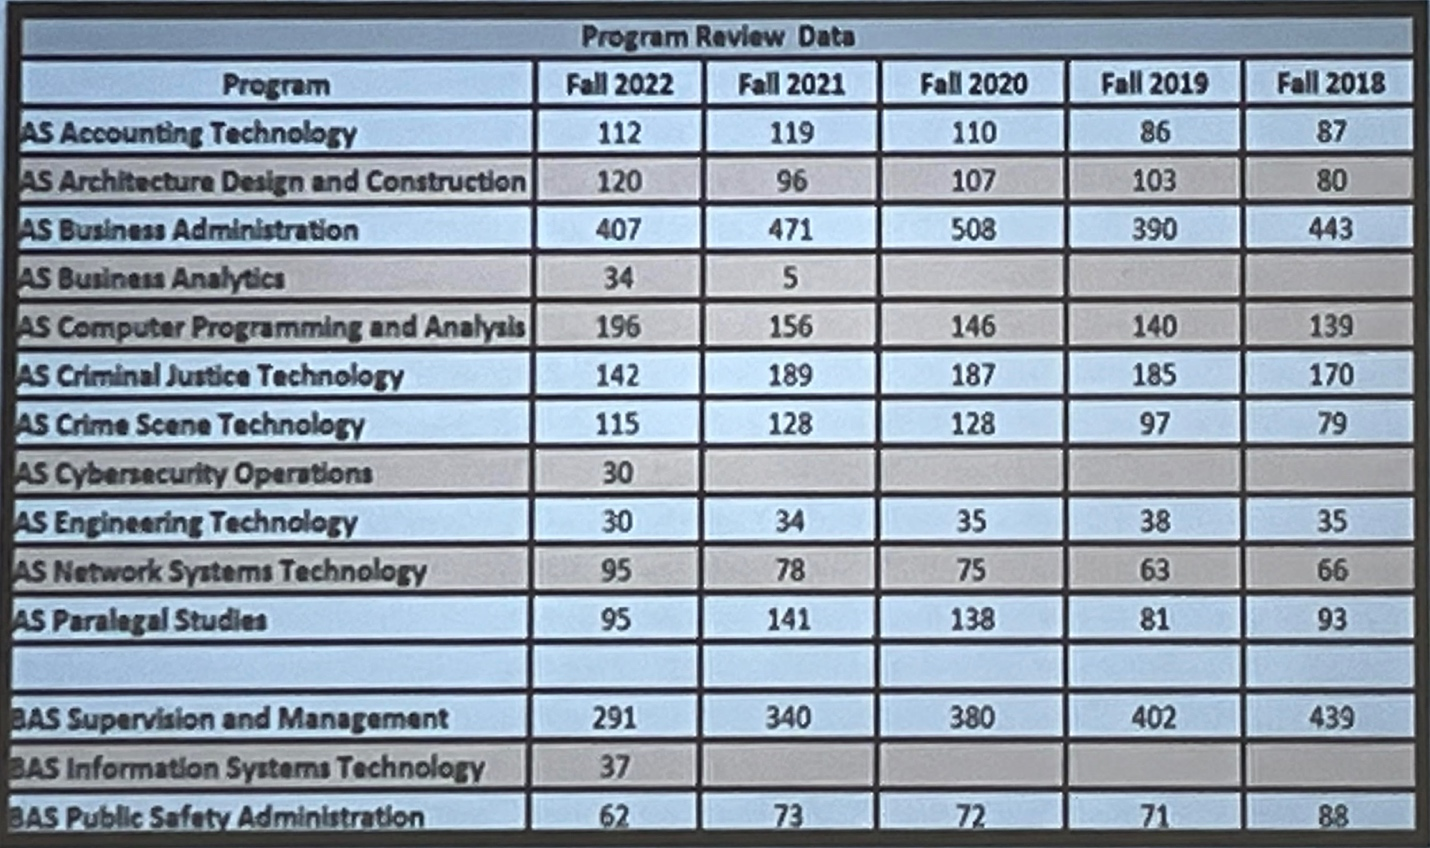 Program Review Data
Program Fall 2022 Fall 2021 Fall 2020 Fall 2019 Fall 2018
AS Accounting Technology 112 119 110 86 87
AS Architecture Design and Construction 120 96 107 103 80
AS Business Administration 407 471 508 390 443
AS Business Analytics 34 5
AS Computer Programming and Analysis 196 156 146 140 139
AS Criminal Justice Technology 142 189 187 185 170
AS Crime Scene Technology 115 128 128 97 79
AS Cybersecurity Operations 30
AS Engineering Technology 30 34 35 38 35
AS Network Systems Technology 95 78 75 63 66
AS Paralegal Studies 95 141 138 81 93
BAS Supervision and Management 291 340 380 402 439
BAS Information Systems Technology 37
BAS Public Safety Administration 62 73 72 71 88